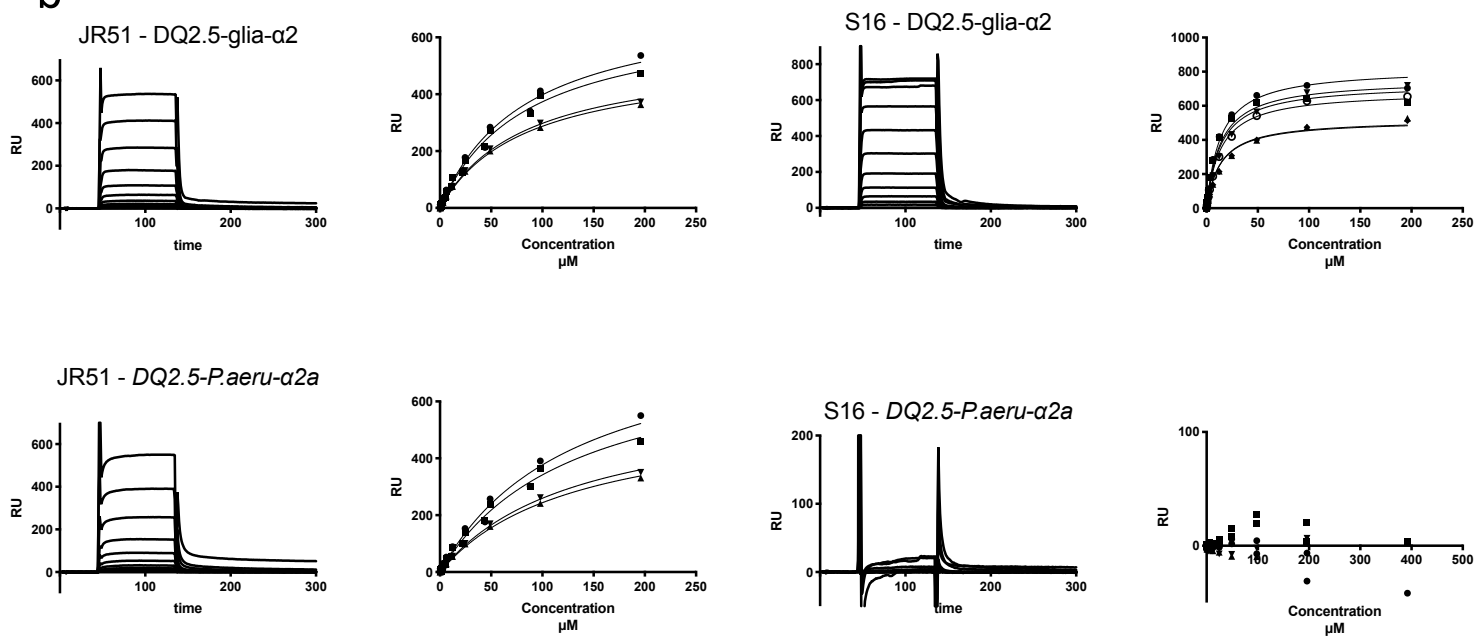 b
JR51 - DQ2.5-glia-α2
600
400
200
0
RU
100
200
300
time
600
400
200
0
RU
0
50
100
150
200
250
Concentration
µM
S16 - DQ2.5-glia-α2
800
600
400
200
0
RU
100
200
300
time
1000
800
600
400
200
0
RU
0
50
100
150
200
250
Concentration
µM
JR51 - DQ2.5-P.aeru-α2a
600
400
200
0
RU
100
200
300
time
600
400
200
0
RU
0
50
100
150
200
250
Concentration
µM
S16 - DQ2.5-P.aeru-α2a
200
100
0
RU
100
200
300
time
100
0
RU
100
200
300
400
500
Concentration
µM